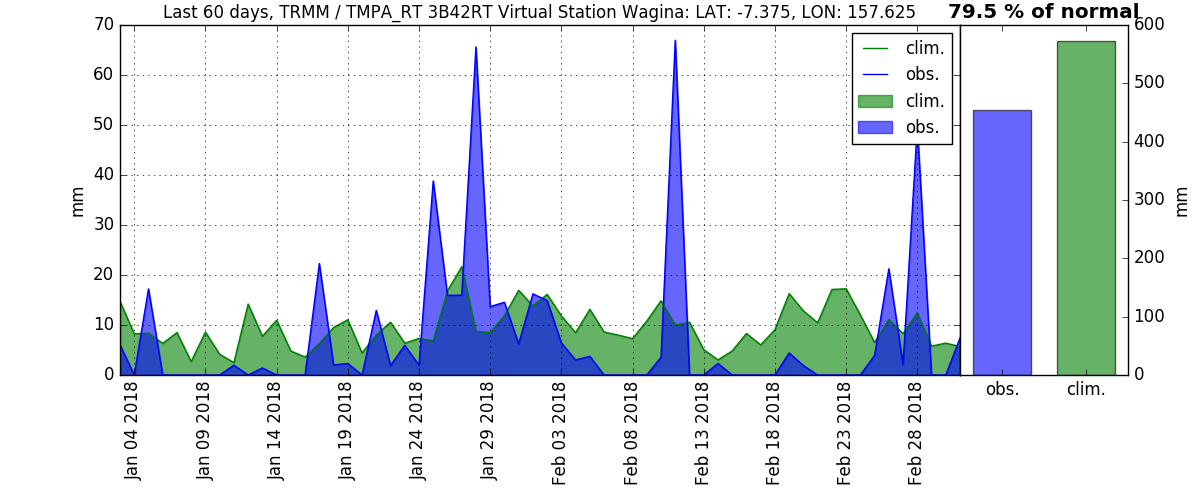 Last 60 days, TRMM / TMPA_RT 3B42RT Virtual Station Wagina: LAT: -7.375, LON: 157.625
79.5 % of normal
70
60
50
40
30
20
10
0
mm
clim.
obs.
clim.
obs.
600
500
400
300
200
100
0
mm
obs.
clim.
Jan 04 2018
Jan 09 2018
Jan 14 2018
Jan 19 2018
Jan 24 2018
Jan 29 2018
Feb 03 2018
Feb 08 2018
Feb 13 2018
Feb 18 2018
Feb 23 2018
Feb 28 2018